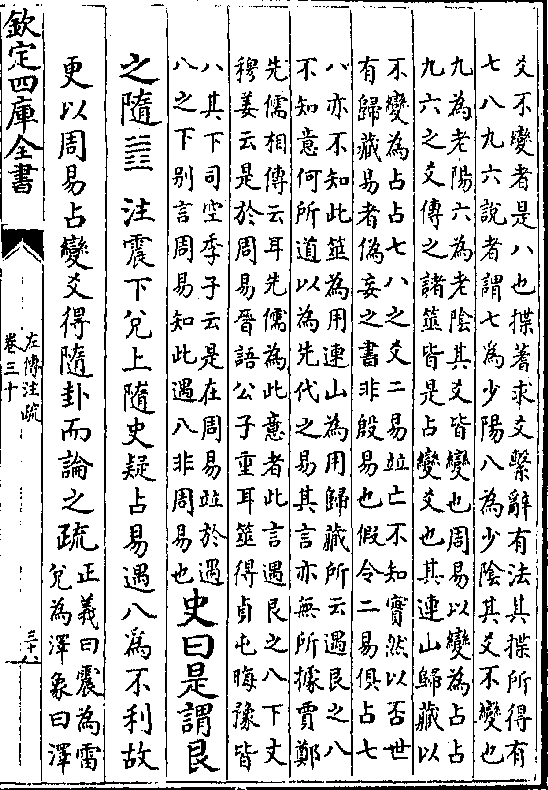 爻不變者是八也揲蓍求爻繫辭有法其揲所得有
七八九六說者謂七為少陽八為少陰其爻不變也
九為老陽六為老陰其爻皆變也周易以變為占占
九六之爻傳之諸筮皆是占變爻也其連山歸藏以
不變為占占七八之爻二易竝亡不知實然以否世
有歸藏易者偽妄之書非殷易也假令二易俱占七
八亦不知此筮為用連山為用歸藏所云遇艮之八
不知意何所道以為先代之易其言亦無所據賈鄭
先儒相傳云耳先儒為此意者此言遇艮之八下文
穆姜云是於周易晉語公子重耳筮得貞屯晦豫皆
八其下司空季子云是在周易竝於遇
八之下别言周易知此遇八非周易也
史曰是謂艮
之隨䷐注震下兌上隨史疑占易遇八為不利故
更以周易占變爻得隨卦而論之疏
正義曰震為雷
兌為澤象曰澤
欽定四庫全書
左傳注疏
卷三十
三十八